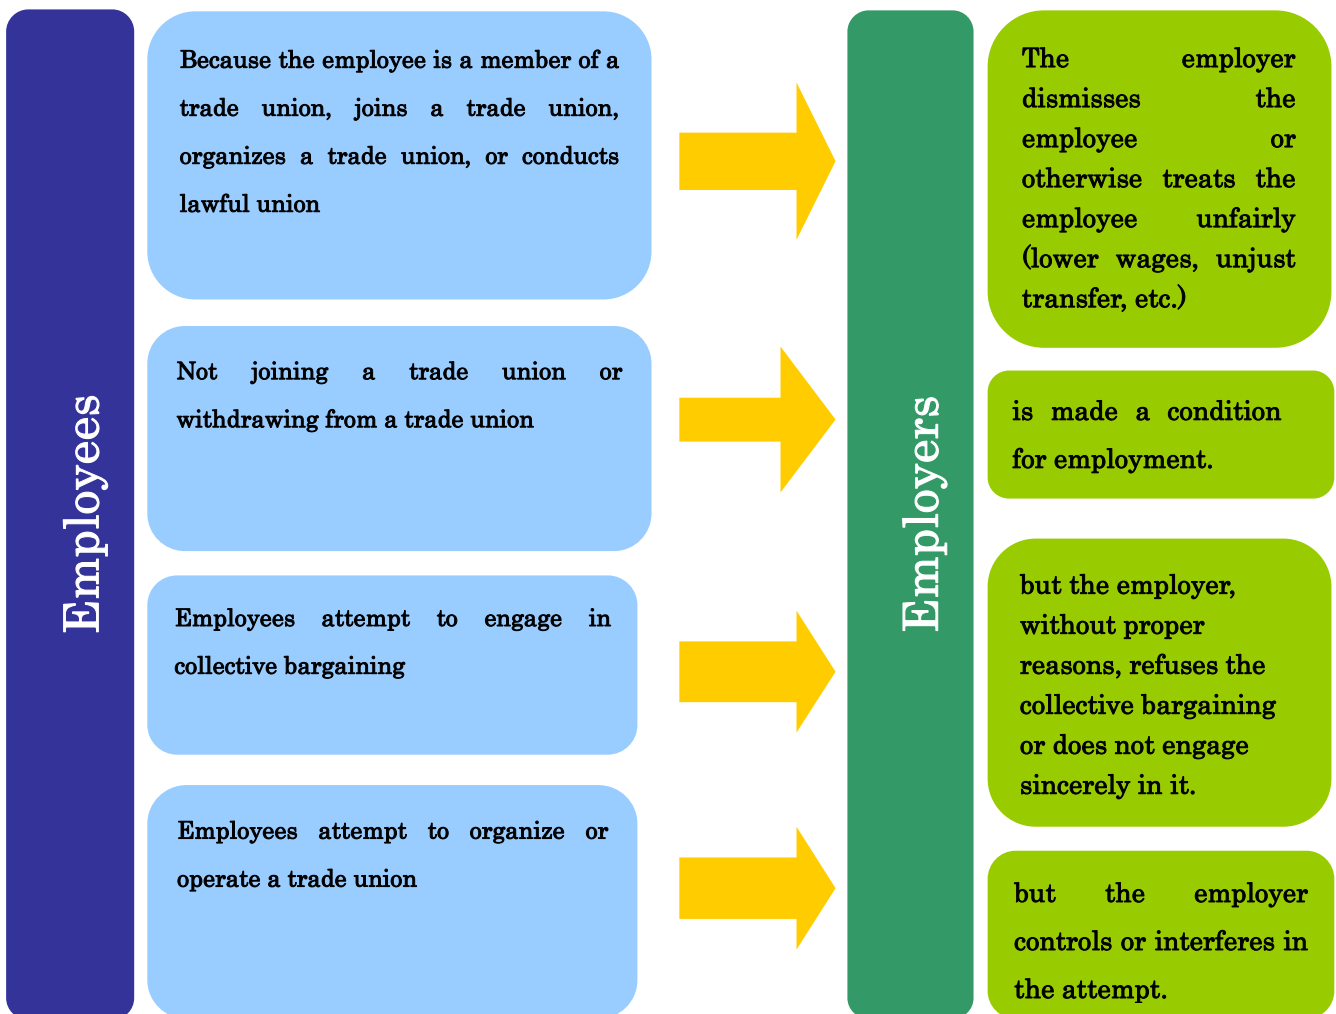 Employees
Because the employee is a member of a
trade union, joins a trade union,
organizes a trade union, or conducts
lawful union
Not joining a trade union or
withdrawing from a trade union
Employees attempt to engage in
collective bargaining
Employees attempt to organize or
operate a trade union
Employers
The employer
dismisses the
employee or
otherwise treats the
employee unfairly
(lower wages, unjust
transfer, etc.)
is made a condition
for employment.
but the employer,
without proper
reasons, refuses the
collective bargaining
or does not engage
sincerely in it.
but the employer
controls or interferes in
the attempt.